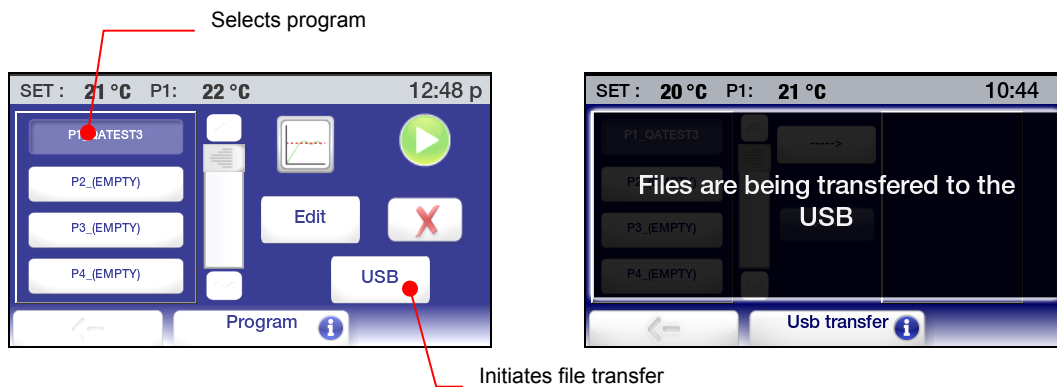 Selects program
SET : 21 °C P1: 22 °C 12:48 p
P1_QATEST3
P2_(EMPTY)
P3_(EMPTY)
P4_(EMPTY)
Edit
USB
Program
Initiates file transfer
SET : 20 °C P1: 21 °C 10:44
P1_QATEST3
----->
Files are being transfered to the
USB
P3_(EMPTY)
P4_(EMPTY)
Usb transfer